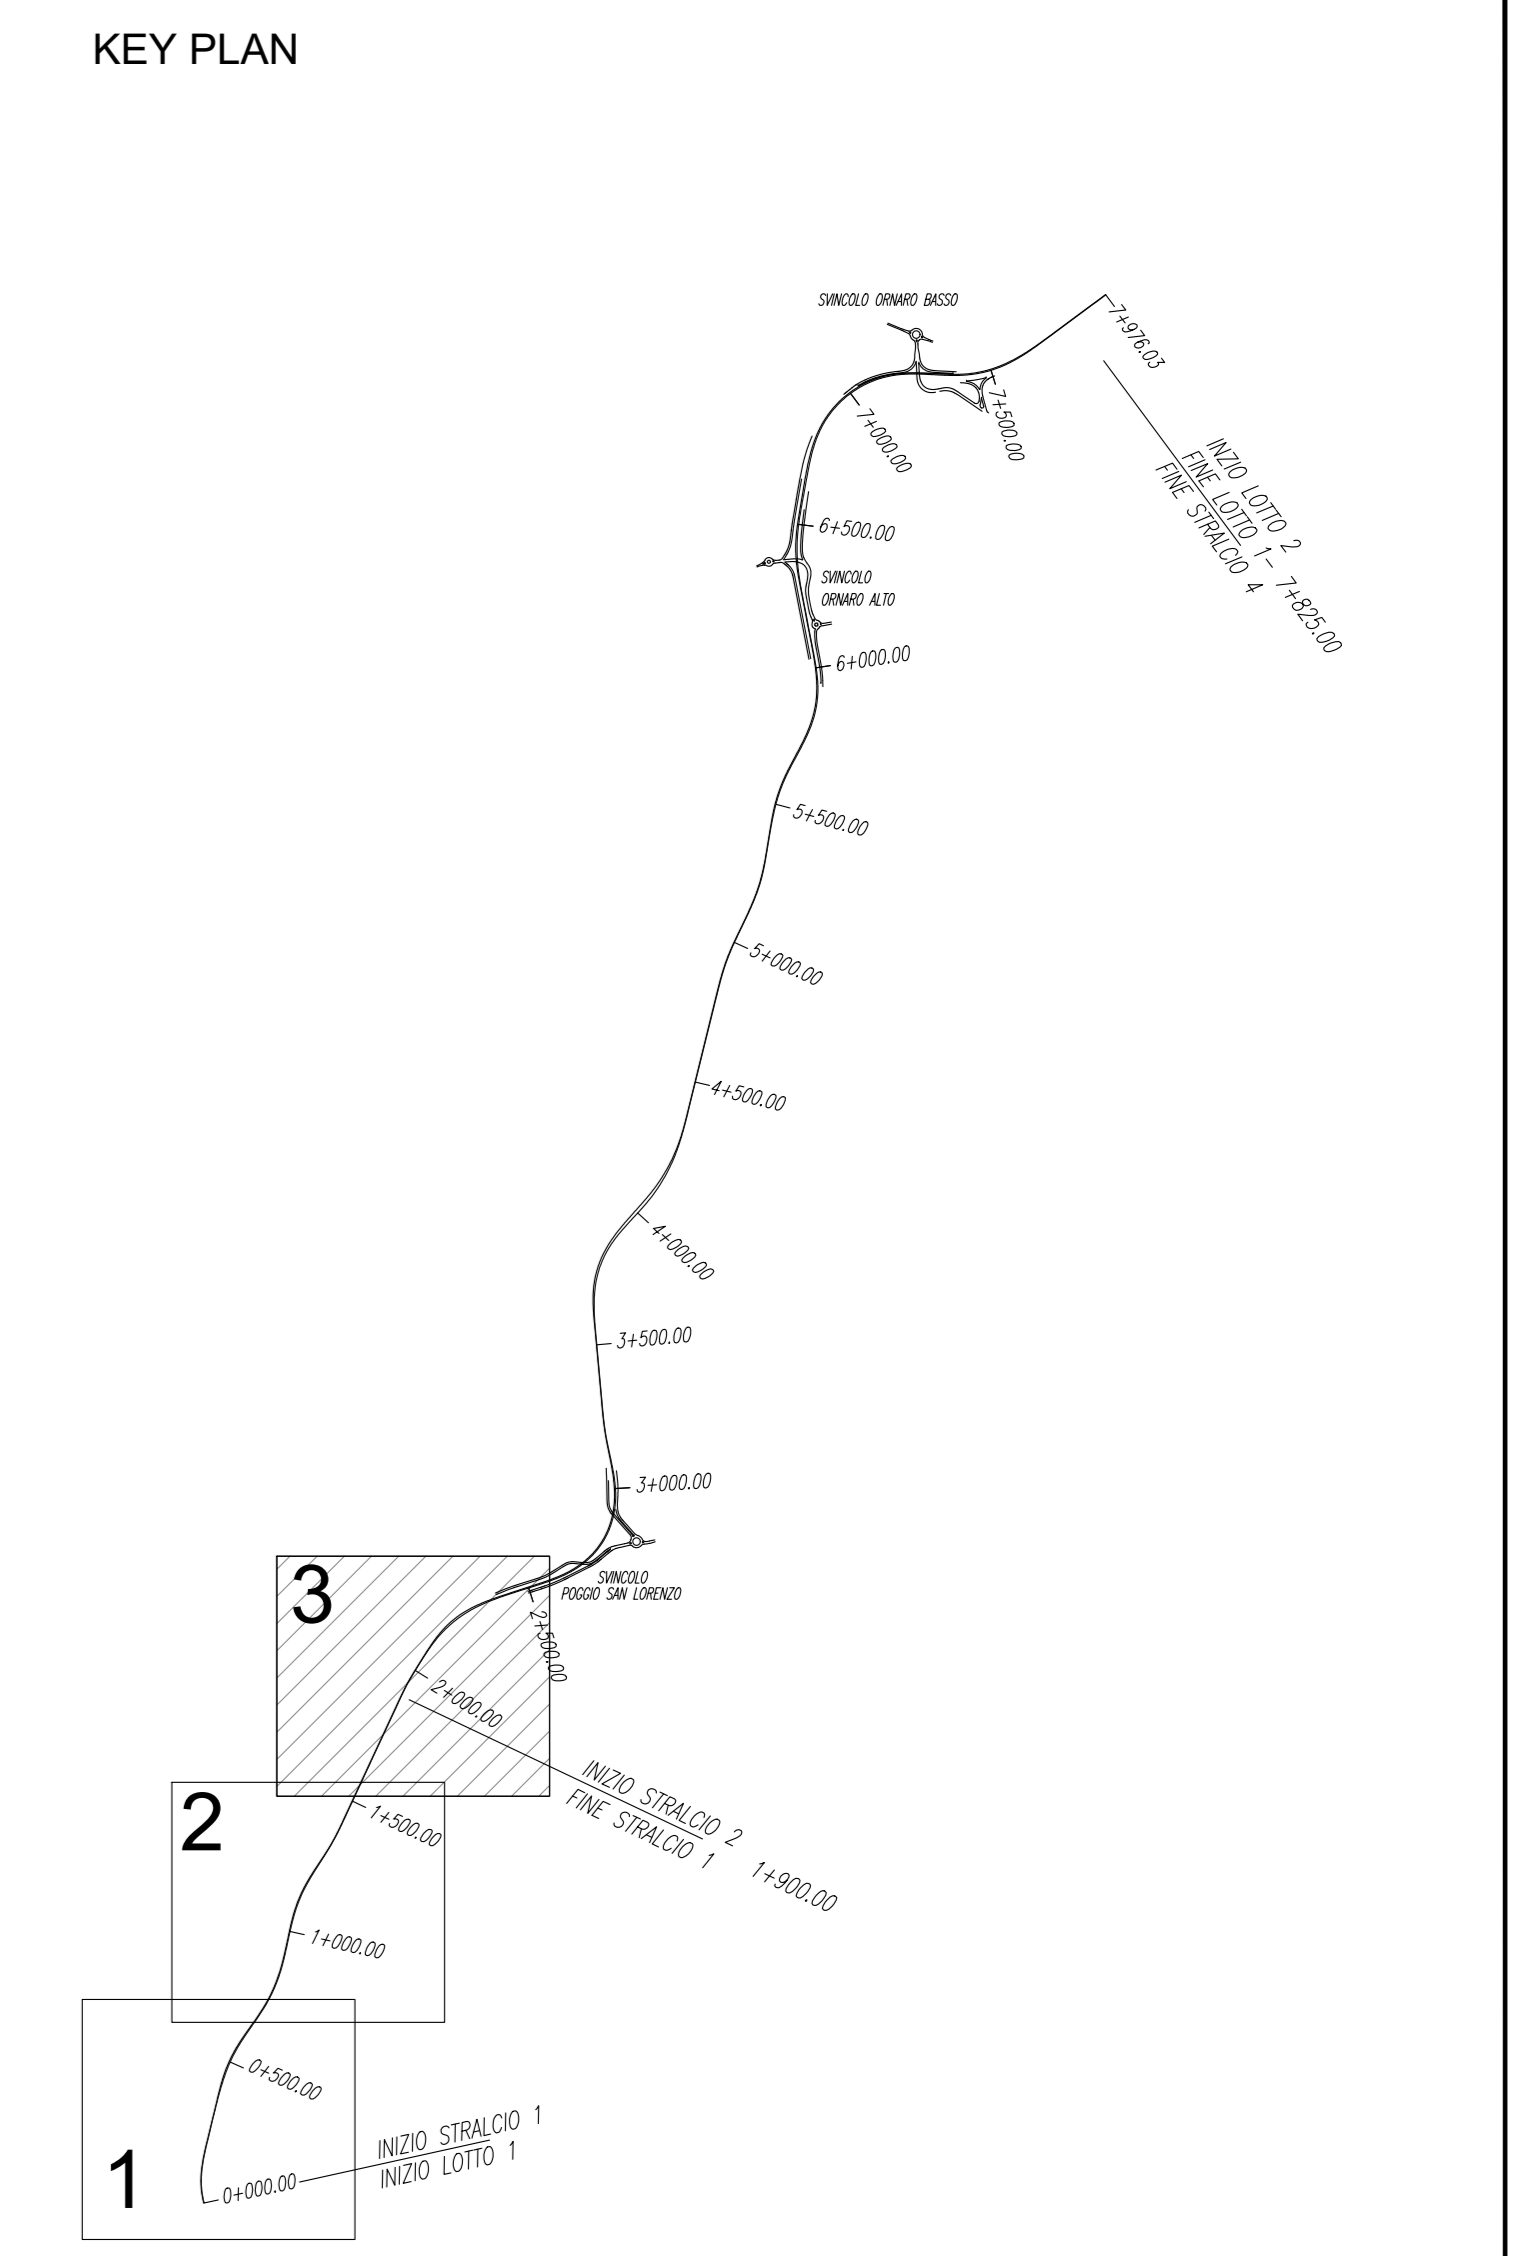 KEY PLAN
SVINCOLO ORNARO BASSO
7+976.03
7+500.00
7+000.00
INZIO LOTTO 2
FINE LOTTO 1- 7+825.00
FINE STRALCIO 4
6+500.00
SVINCOLO
ORNARO ALTO
6+000.00
5+500.00
5+000.00
4+500.00
4+000.00
3+500.00
3+000.00
3
SVINCOLO
POGGIO SAN LORENZO
2+500.00
2+000.00
INIZIO STRALCIO 2
FINE STRALCIO 1
1+900.00
2
1+500.00
1+000.00
0+500.00
INIZIO STRALCIO 1
INIZIO LOTTO 1
1
0+000.00